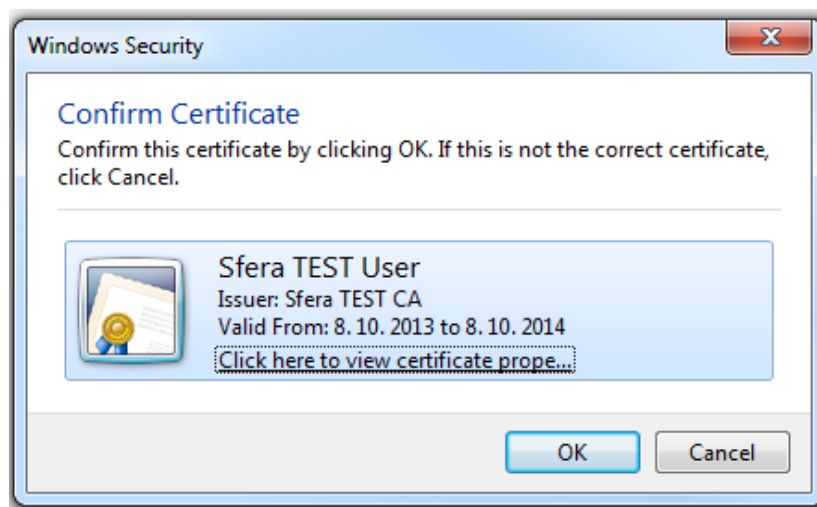 Windows Security
Confirm Certificate
Confirm this certificate by clicking OK. If this is not the correct certificate,
click Cancel.
Sfera TEST User
Issuer: Sfera TEST CA
Valid From: 8. 10. 2013 to 8. 10. 2014
Click here to view certificate prope...
OK
Cancel